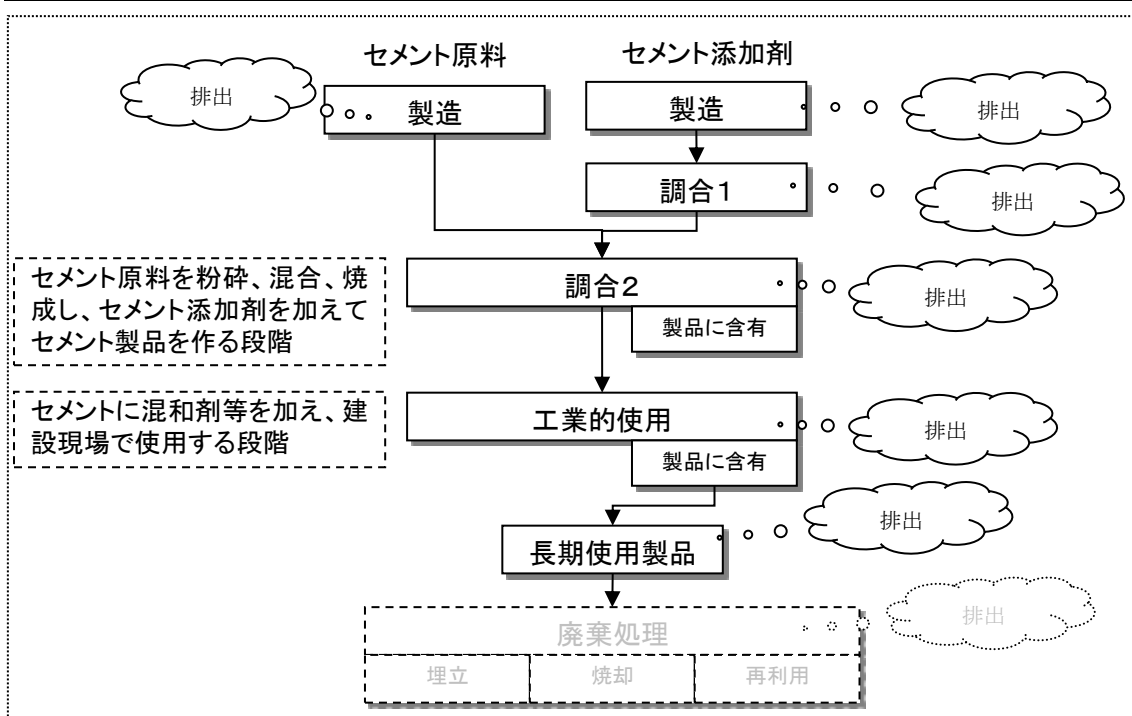 セメント原料
セメント添加剤
排出
製造
製造
排出
調合1
排出
セメント原料を粉砕、混合、焼
成し、セメント添加剤を加えて
セメント製品を作る段階
調合2
製品に含有
排出
セメントに混和剤等を加え、建
設現場で使用する段階
工業的使用
製品に含有
排出
長期使用製品
排出
廃棄処理
排出
埋立
焼却
再利用